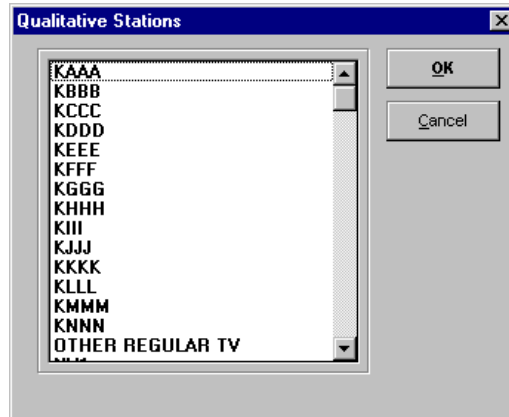 Qualitative Stations
KAAA
KBBB
KCCC
KDDD
KEEE
KFFF
KGGG
KHHH
KIII
KJJJ
KKKK
KLLL
KMMM
KNNN
OTHER REGULAR TV
OK
Cancel